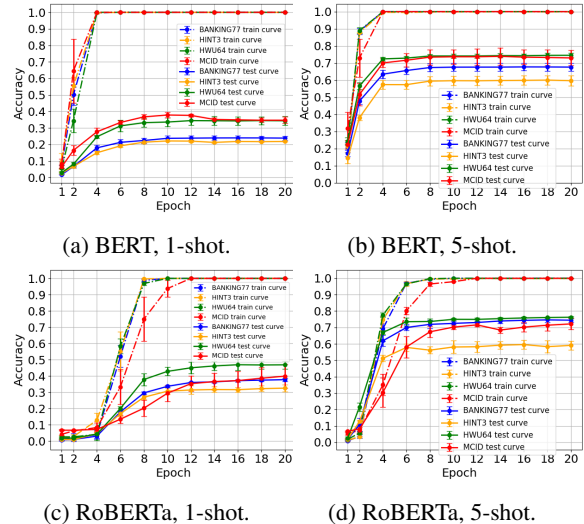 1.0
0.9
0.8
0.7
0.6
0.5
0.4
0.3
0.2
0.1
0.0
Accuracy
1 2 4 6 8 10 12 14 16 18 20
Epoch
BANKING77 train curve
HINT3 train curve
HWU64 train curve
MCID train curve
BANKING77 test curve
HINT3 test curve
HWU64 test curve
MCID test curve
(a) BERT, 1-shot.
1.0
0.9
0.8
0.7
0.6
0.5
0.4
0.3
0.2
0.1
0.0
Accuracy
1 2 4 6 8 10 12 14 16 18 20
Epoch
BANKING77 train curve
HINT3 train curve
HWU64 train curve
MCID train curve
BANKING77 test curve
HINT3 test curve
HWU64 test curve
MCID test curve
(b) BERT, 5-shot.
1.0
0.9
0.8
0.7
0.6
0.5
0.4
0.3
0.2
0.1
0.0
Accuracy
1 2 4 6 8 10 12 14 16 18 20
Epoch
BANKING77 train curve
HINT3 train curve
HWU64 train curve
MCID train curve
BANKING77 test curve
HINT3 test curve
HWU64 test curve
MCID test curve
(c) RoBERTa, 1-shot.
1.0
0.9
0.8
0.7
0.6
0.5
0.4
0.3
0.2
0.1
0.0
Accuracy
1 2 4 6 8 10 12 14 16 18 20
Epoch
BANKING77 train curve
HINT3 train curve
HWU64 train curve
MCID train curve
BANKING77 test curve
HINT3 test curve
HWU64 test curve
MCID test curve
(d) RoBERTa, 5-shot.